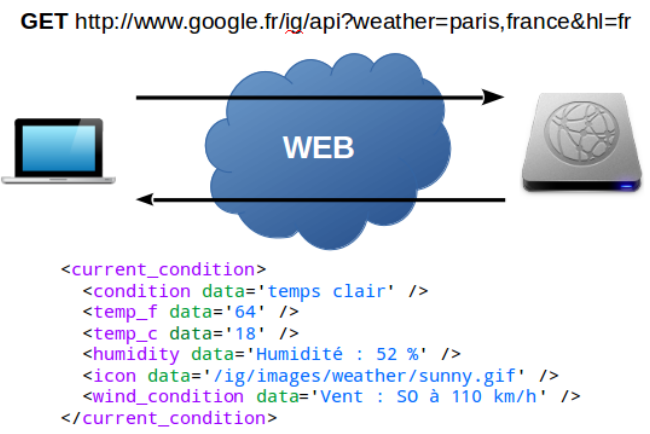 GET http://www.google.fr/ig/api?weather=paris,france&hl=fr
WEB
<current_condition>
<condition data='temps clair' />
<temp_f data='64' />
<temp_c data='18' />
<humidity data='Humidité : 52 %' />
<icon data='/ig/images/weather/sunny.gif' />
<wind_condition data='Vent : SO à 110 km/h' />
</current_condition>